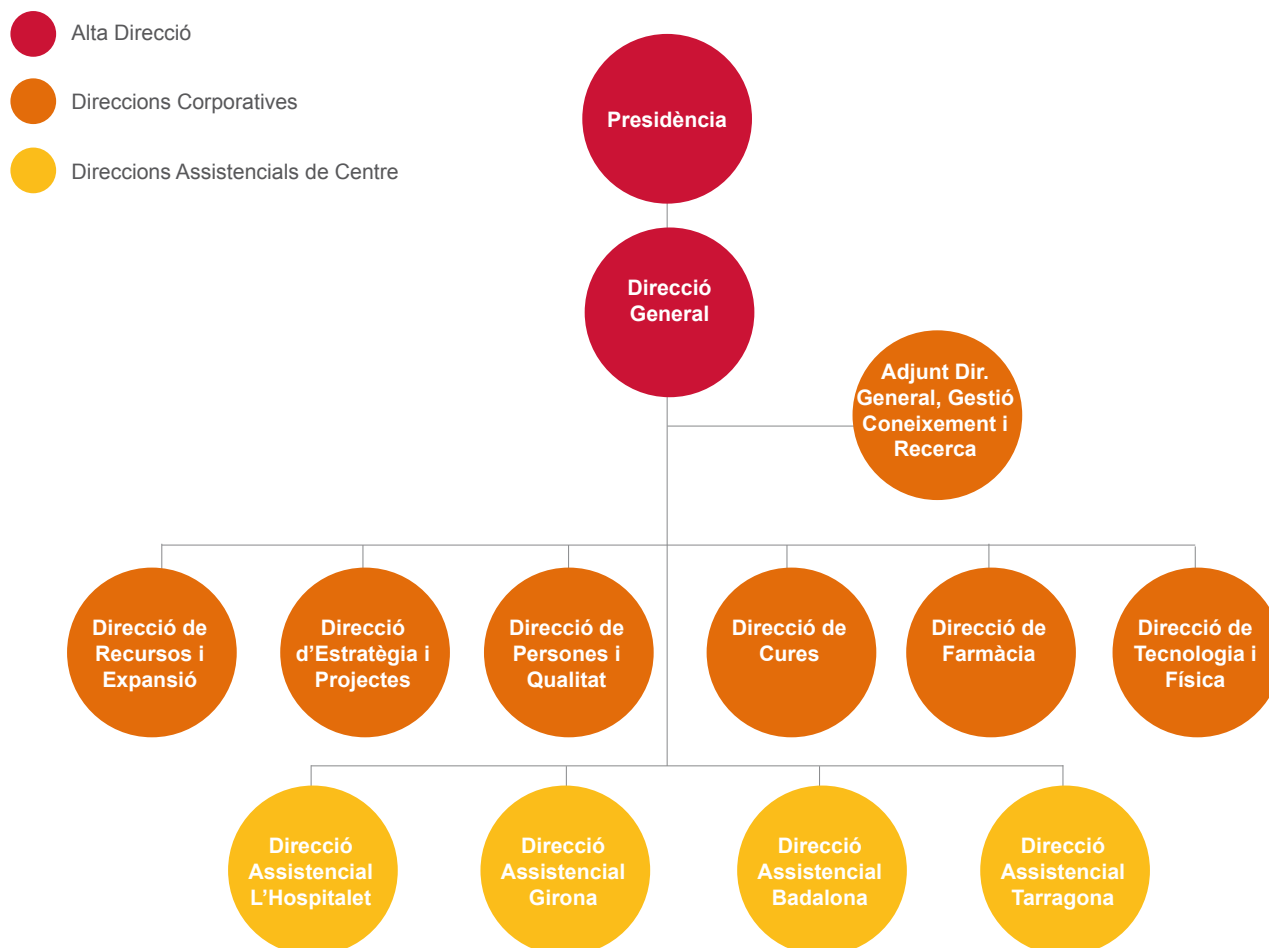 Alta Direcció
Direccions Corporatives
Direccions Assistencials de Centre
Presidència
Direcció
General
Adjunt Dir.
General, Gestió
Coneixement i
Recerca
Direcció de
Recursos i
Expansió
Direcció
d'Estratègia i
Projectes
Direcció de
Persones i
Qualitat
Direcció de
Cures
Direcció de
Farmàcia
Direcció de
Tecnologia i
Física
Direcció
Assistencial
L'Hospitalet
Direcció
Assistencial
Girona
Direcció
Assistencial
Badalona
Direcció
Assistencial
Tarragona